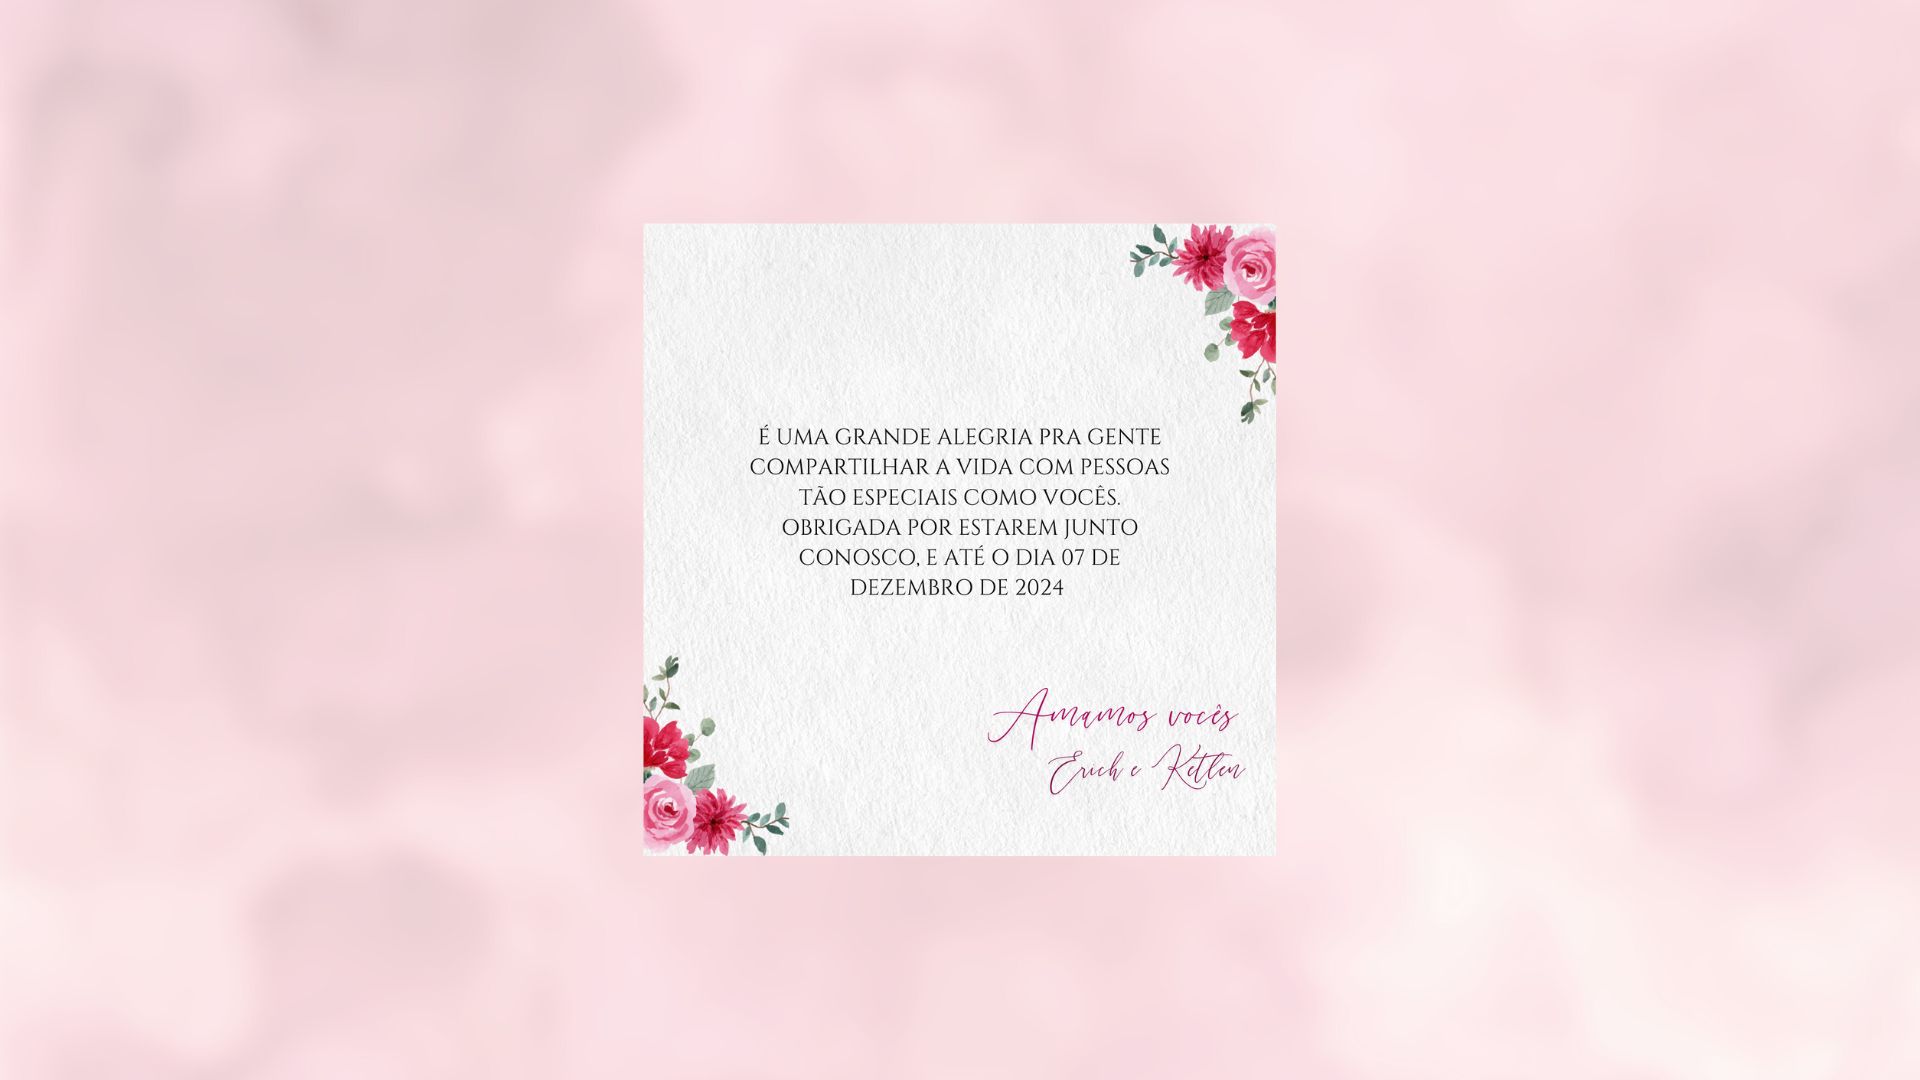 É UMA GRANDE ALEGRIA PRA GENTE
COMPARTILHAR A VIDA COM PESSOAS
TÃO ESPECIAIS COMO VOCÊS.
OBRIGADA POR ESTAREM JUNTO
CONOSCO, E ATÉ O DIA 07 DE
DEZEMBRO DE 2024
Amamos vocês
Erich e Ketlen